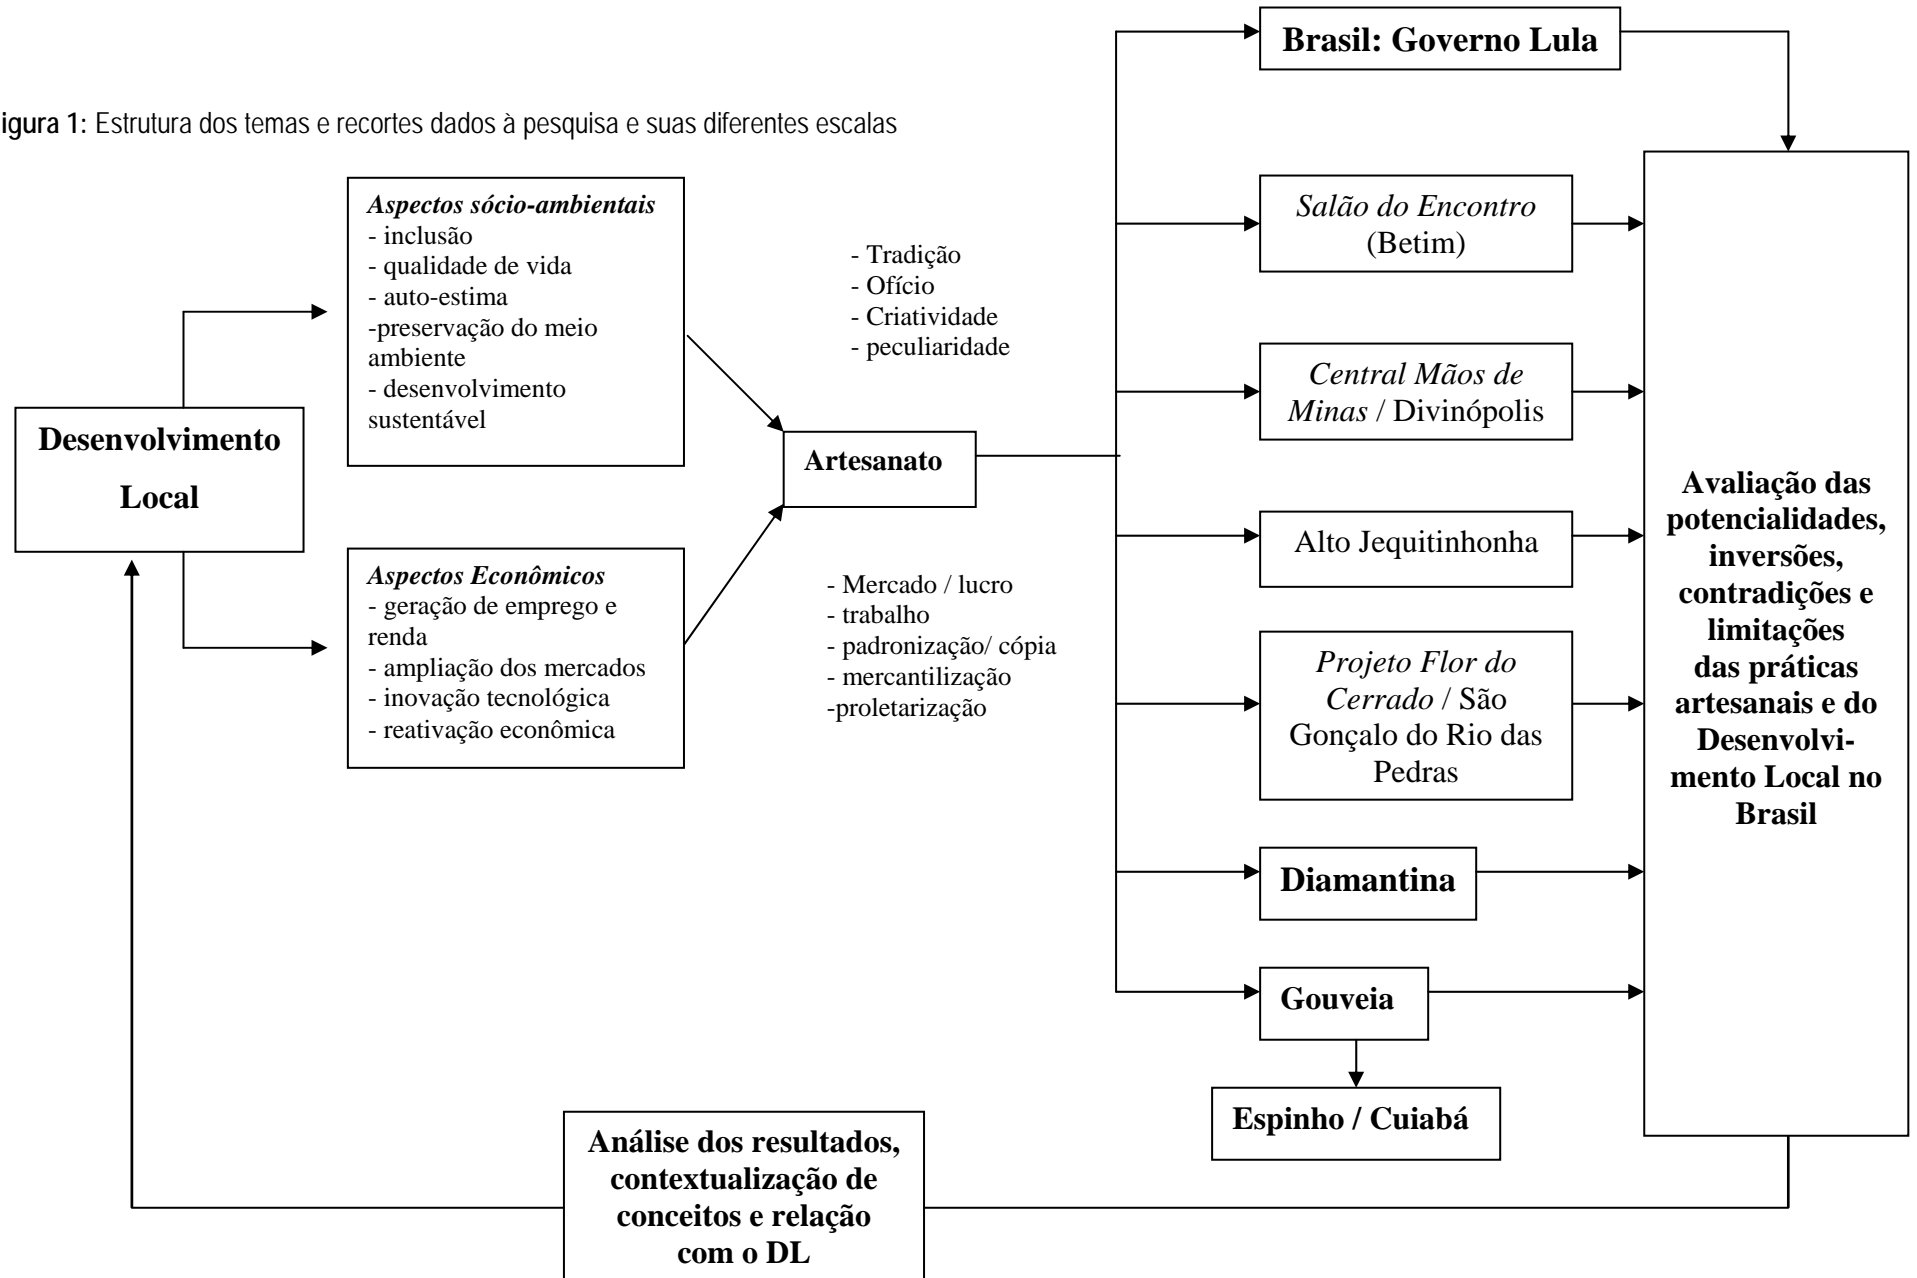 igura 1: Estrutura dos temas e recortes dados à pesquisa e suas diferentes escalas
Desenvolvimento
Local
Aspectos sócio-ambientais
- inclusão
- qualidade de vida
- auto-estima
-preservação do meio
ambiente
- desenvolvimento
sustentável
Aspectos Econômicos
- geração de emprego e
renda
- ampliação dos mercados
- inovação tecnológica
- reativação econômica
- Tradição
- Ofício
- Criatividade
- peculiaridade
Artesanato
- Mercado / lucro
- trabalho
- padronização/ cópia
- mercantilização
-proletarização
Brasil: Governo Lula
Salão do Encontro
(Betim)
Central Mãos de
Minas / Divinópolis
Alto Jequitinhonha
Projeto Flor do
Cerrado / São
Gonçalo do Rio das
Pedras
Diamantina
Gouveia
Espinho / Cuiabá
Avaliação das
potencialidades,
inversões,
contradições e
limitações
das práticas
artesanais e do
Desenvolvi-
mento Local no
Brasil
Análise dos resultados,
contextualização de
conceitos e relação
com o DL